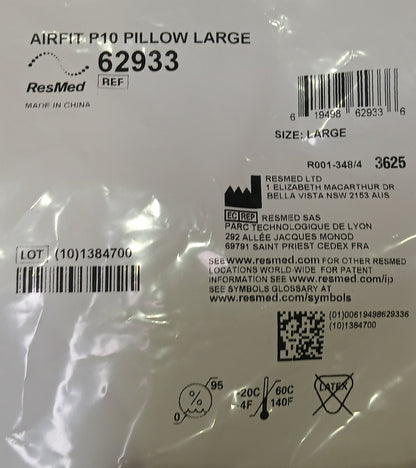 AIRFIT P10 PILLOW LARGE
62933
REF
ResMed
MADE IN CHINA
6 19498 62933 6
SIZE: LARGE
R001-348/4 3625
RESMED LTD
1 ELIZABETH MACARTHUR DR
BELLA VISTA NSW 2153 AUS
EC REP RESMED SAS
PARC TECHNOLOGIQUE DE LYON
292 ALLÉE JACQUES MONOD
69791 SAINT PRIEST CEDEX FRA
SEE www.resmed.com FOR OTHER RESMED
LOCATIONS WORLD-WIDE FOR PATENT
INFORMATION SEE www.resmed.com/ip
SEE SYMBOLS GLOSSARY AT
www.resmed.com/symbols
LOT (10)1384700
(01)00619498629336
(10)1384700
0 % 95
-20C 60C
-4F 140F
LATEX